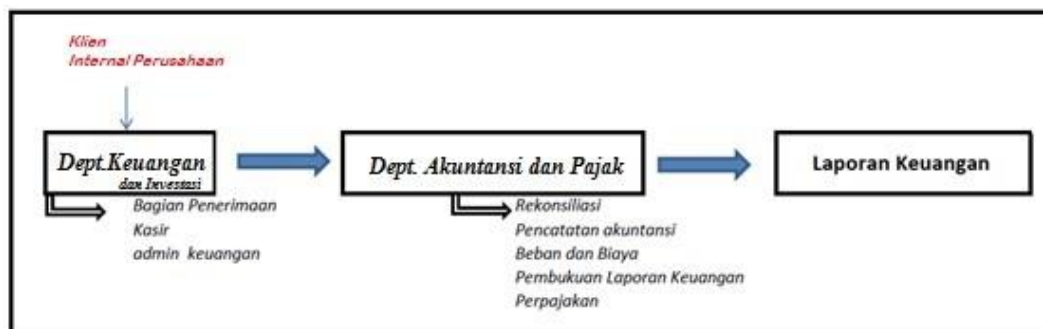 Klien
Internal Perusahaan
Dept.Keuangan
dan Investasi
Bagian Penerimaan
Kasir
admin keuangan
Dept. Akuntansi dan Pajak
Rekonsiliasi
Pencatatan akuntansi
Beban dan Biaya
Pembukuan Laporan Keuangan
Perpajakan
Laporan Keuangan